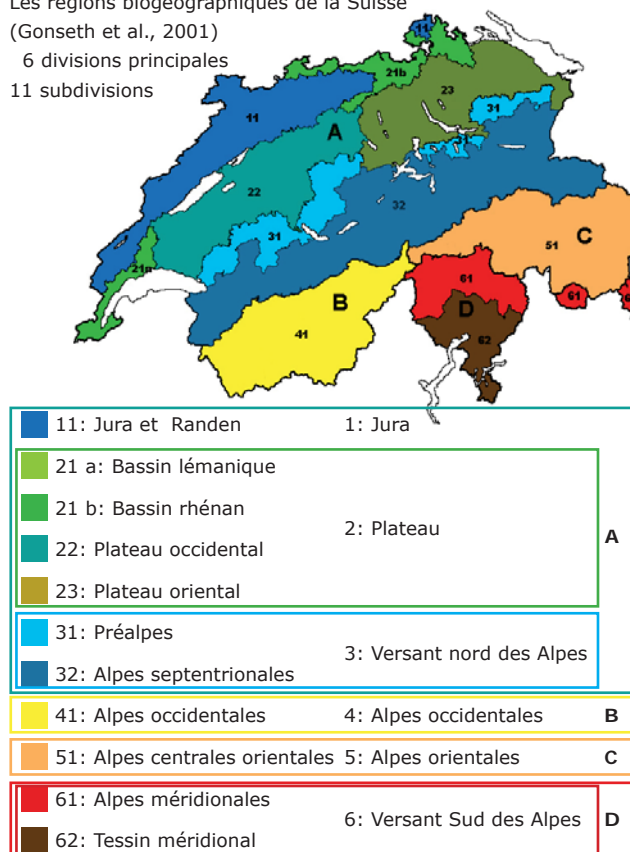 Les régions biogéographiques de la Suisse
(Gonseth et al., 2001)
6 divisions principales
11 subdivisions
11
21b
23
31
11
A
31
22
32
31
51
C
21a
61
61
B
D
41
62
11: Jura et Randen 1: Jura
21 a: Bassin lémanique
21 b: Bassin rhénan
2: Plateau
A
22: Plateau occidental
23: Plateau oriental
31: Préalpes
3: Versant nord des Alpes
32: Alpes septentrionales
41: Alpes occidentales 4: Alpes occidentales B
51: Alpes centrales orientales 5: Alpes orientales C
61: Alpes méridionales
6: Versant Sud des Alpes D
62: Tessin méridional